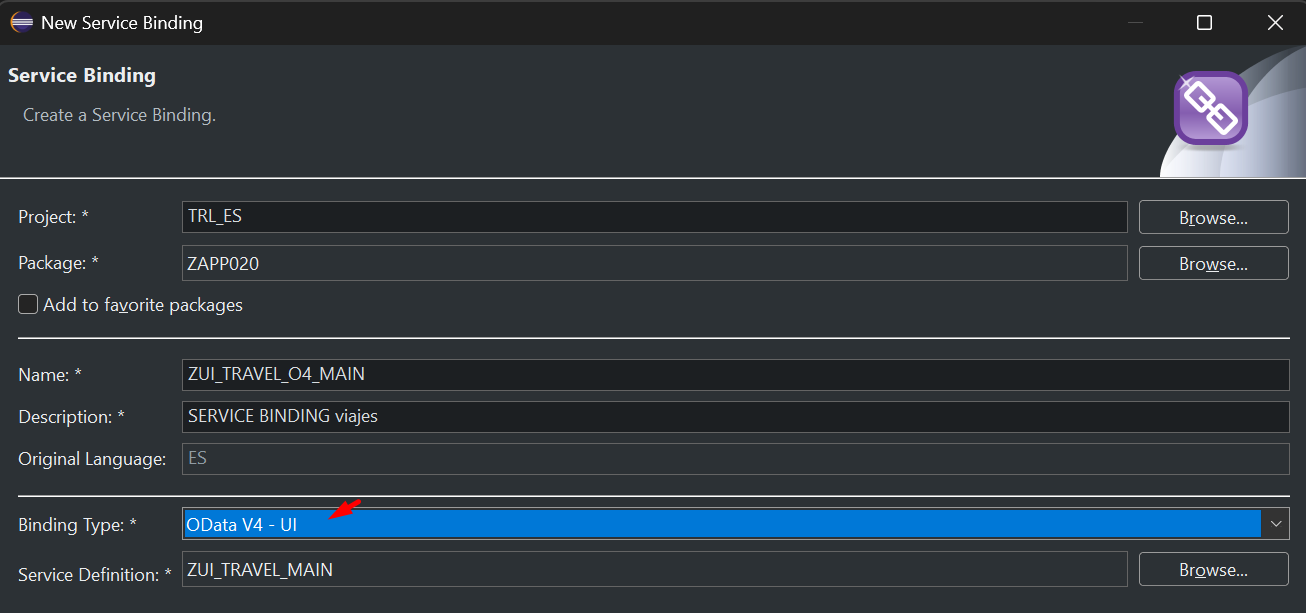 New Service Binding
Service Binding
Create a Service Binding.
Project: * TRL_ES Browse...
Package: * ZAPP020 Browse...
Add to favorite packages
Name: * ZUI_TRAVEL_O4_MAIN
Description: * SERVICE BINDING viajes
Original Language: ES
Binding Type: * OData V4 - UI
Service Definition: * ZUI_TRAVEL_MAIN Browse...